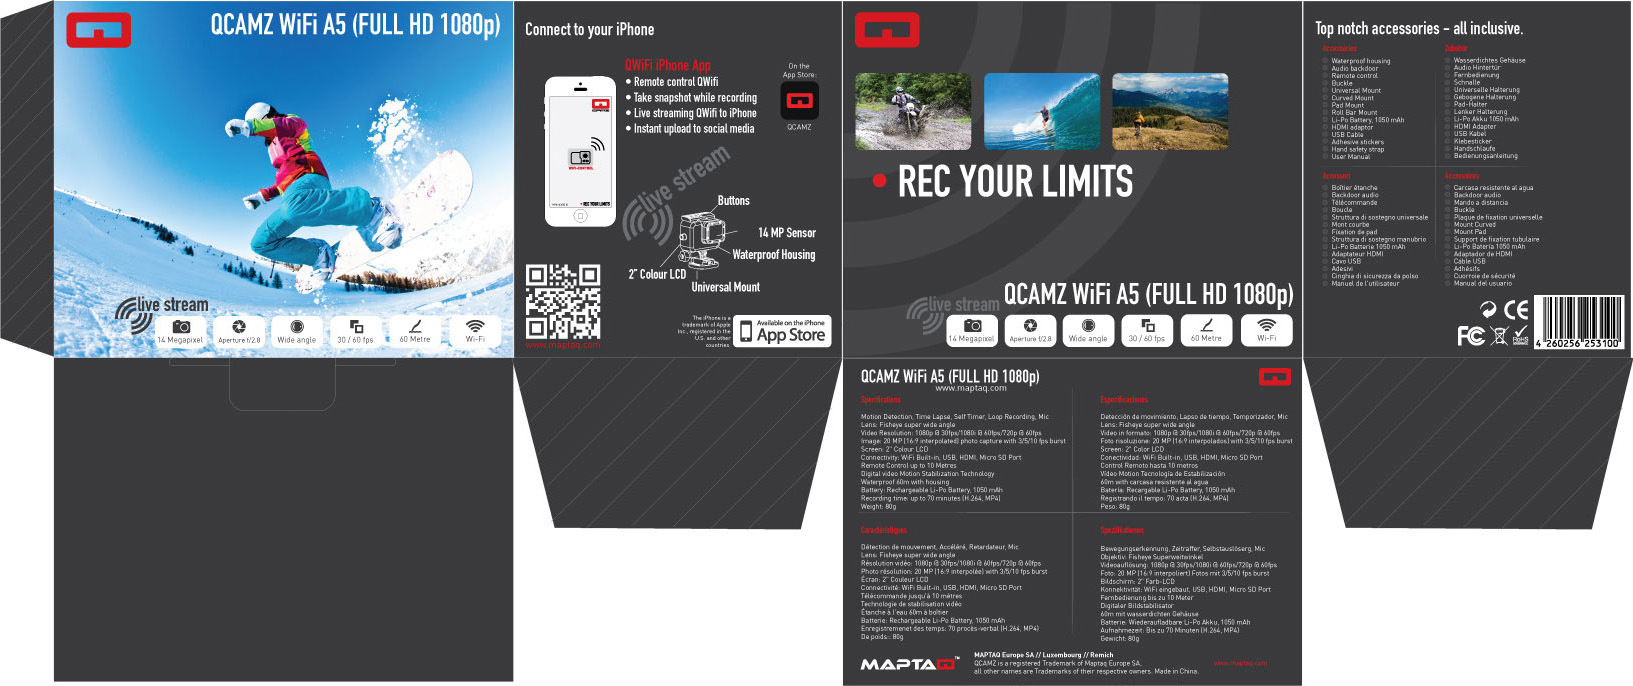 QCAMZ WiFi A5 (FULL HD 1080p)
live stream
14 Megapixel
Aperture f/2.8
Wide angle
30 / 60 fps
60 Metre
Wi-Fi
Connect to your iPhone
QWiFi iPhone App
• Remote control QWifi
• Take snapshot while recording
• Live streaming QWifi to iPhone
• Instant upload to social media
On the
App Store:
QCAMZ
MAPTAQ
WIFI-CONTROL
• REC YOUR LIMITS
live stream
Buttons
14 MP Sensor
Waterproof Housing
2" Colour LCD
Universal Mount
www.maptaq.com
The iPhone is a
trademark of Apple
Inc., registered in the
U.S. and other
countries
Available on the iPhone
App Store
• REC YOUR LIMITS
QCAMZ WiFi A5 (FULL HD 1080p)
live stream
14 Megapixel
Aperture f/2.8
Wide angle
30 / 60 fps
60 Metre
Wi-Fi
Top notch accessories – all inclusive.
Accessories
Waterproof housing
Audio backdoor
Remote control
Buckle
Universal Mount
Curved Mount
Pad Mount
Roll Bar Mount
Li-Po Battery, 1050 mAh
HDMI adaptor
USB Cable
Adhesive stickers
Hand safety strap
User Manual
Zubehör
Wasserdichtes Gehäuse
Audio Hintertür
Fernbedienung
Schnalle
Universelle Halterung
Gebogene Halterung
Pad-Halter
Lenker Halterung
Li-Po Akku 1050 mAh
HDMI Adapter
USB Kabel
Klebesticker
Handschlaufe
Bedienungsanleitung
Accessori
Boîtier étanche
Backdoor audio
Télécommande
Boucle
Struttura di sostegno universale
Mont courbe
Fixation de pad
Struttura di sostegno manubrio
Li-Po Batterie 1050 mAh
Adaptateur HDMI
Cavo USB
Adesivi
Cinghia di sicurezza da polso
Manuel de l'utilisateur
Accessoires
Carcasa resistente al agua
Backdoor audio
Mando a distancia
Buckle
Plaque de fixation universelle
Mount Curved
Mount Pad
Support de fixation tubulaire
Li-Po Batería 1050 mAh
Adaptador de HDMI
Câble USB
Adhésifs
Cuorroie de sécurité
Manual del usuario
CE
FC
RoHS
4 260256 253100
QCAMZ WiFi A5 (FULL HD 1080p)
www.maptaq.com
Specifications
Motion Detection, Time Lapse, Self Timer, Loop Recording, Mic
Lens: Fisheye super wide angle
Video Resolution: 1080p @ 30fps/1080i @ 60fps/720p @ 60fps
Image: 20 MP (16:9 interpolated) photo capture with 3/5/10 fps burst
Screen: 2" Colour LCD
Connectivity: WiFi Built-in, USB, HDMI, Micro SD Port
Remote Control up to 10 Metres
Digital video Motion Stabilization Technology
Waterproof 60m with housing
Battery: Rechargeable Li-Po Battery, 1050 mAh
Recording time: up to 70 minutes (H.264, MP4)
Weight: 80g
Especificaciones
Detección de movimiento, Lapso de tiempo, Temporizador, Mic
Lens: Fisheye super wide angle
Video in formato: 1080p @ 30fps/1080i @ 60fps/720p @ 60fps
Foto risoluzione: 20 MP (16:9 interpolados) with 3/5/10 fps burst
Screen: 2" Color LCD
Conectividad: WiFi Built-in, USB, HDMI, Micro SD Port
Control Remoto hasta 10 metros
Vídeo Motion Tecnología de Estabilización
60m with carcasa resistente al agua
Batería: Recargable Li-Po Battery, 1050 mAh
Registrando il tempo: 70 acta (H.264, MP4)
Peso: 80g
Caractéristiques
Détection de mouvement, Accéléré, Retardateur, Mic
Lens: Fisheye super wide angle
Résolution vidéo: 1080p @ 30fps/1080i @ 60fps/720p @ 60fps
Photo résolution: 20 MP (16:9 interpolée) with 3/5/10 fps burst
Écran: 2" Couleur LCD
Connectivité: WiFi Built-in, USB, HDMI, Micro SD Port
Télécommande jusqu'à 10 mètres
Technologie de stabilisation vidéo
Étanche à l'eau 60m à boîtier
Batterie: Rechargeable Li-Po Battery, 1050 mAh
Enregistremenet des temps: 70 procès-verbal (H.264, MP4)
De poids:: 80g
Spezifikationen
Bewegungserkennung, Zeitraffer, Selbstauslöserg, Mic
Objektiv: Fisheye Superweitwinkel
Videoauflösung: 1080p @ 30fps/1080i @ 60fps/720p @ 60fps
Foto: 20 MP (16:9 interpoliert) Fotos mit 3/5/10 fps burst
Bildschirm: 2" Farb-LCD
Konnektivität: WiFi eingebaut, USB, HDMI, Micro SD Port
Fernbedienung bis zu 10 Meter
Digitaler Bildstabilisator
60m mit wasserdichten Gehäuse
Batterie: Wiederaufladbare Li-Po Akku, 1050 mAh
Aufnahmezeit: Bis zu 70 Minuten (H.264, MP4)
Gewicht: 80g
MAPTAQ™
MAPTAQ Europe SA // Luxembourg // Remich
QCAMZ is a registered Trademark of Maptaq Europe SA,
all other names are Trademarks of their respective owners. Made in China.
www.maptaq.com